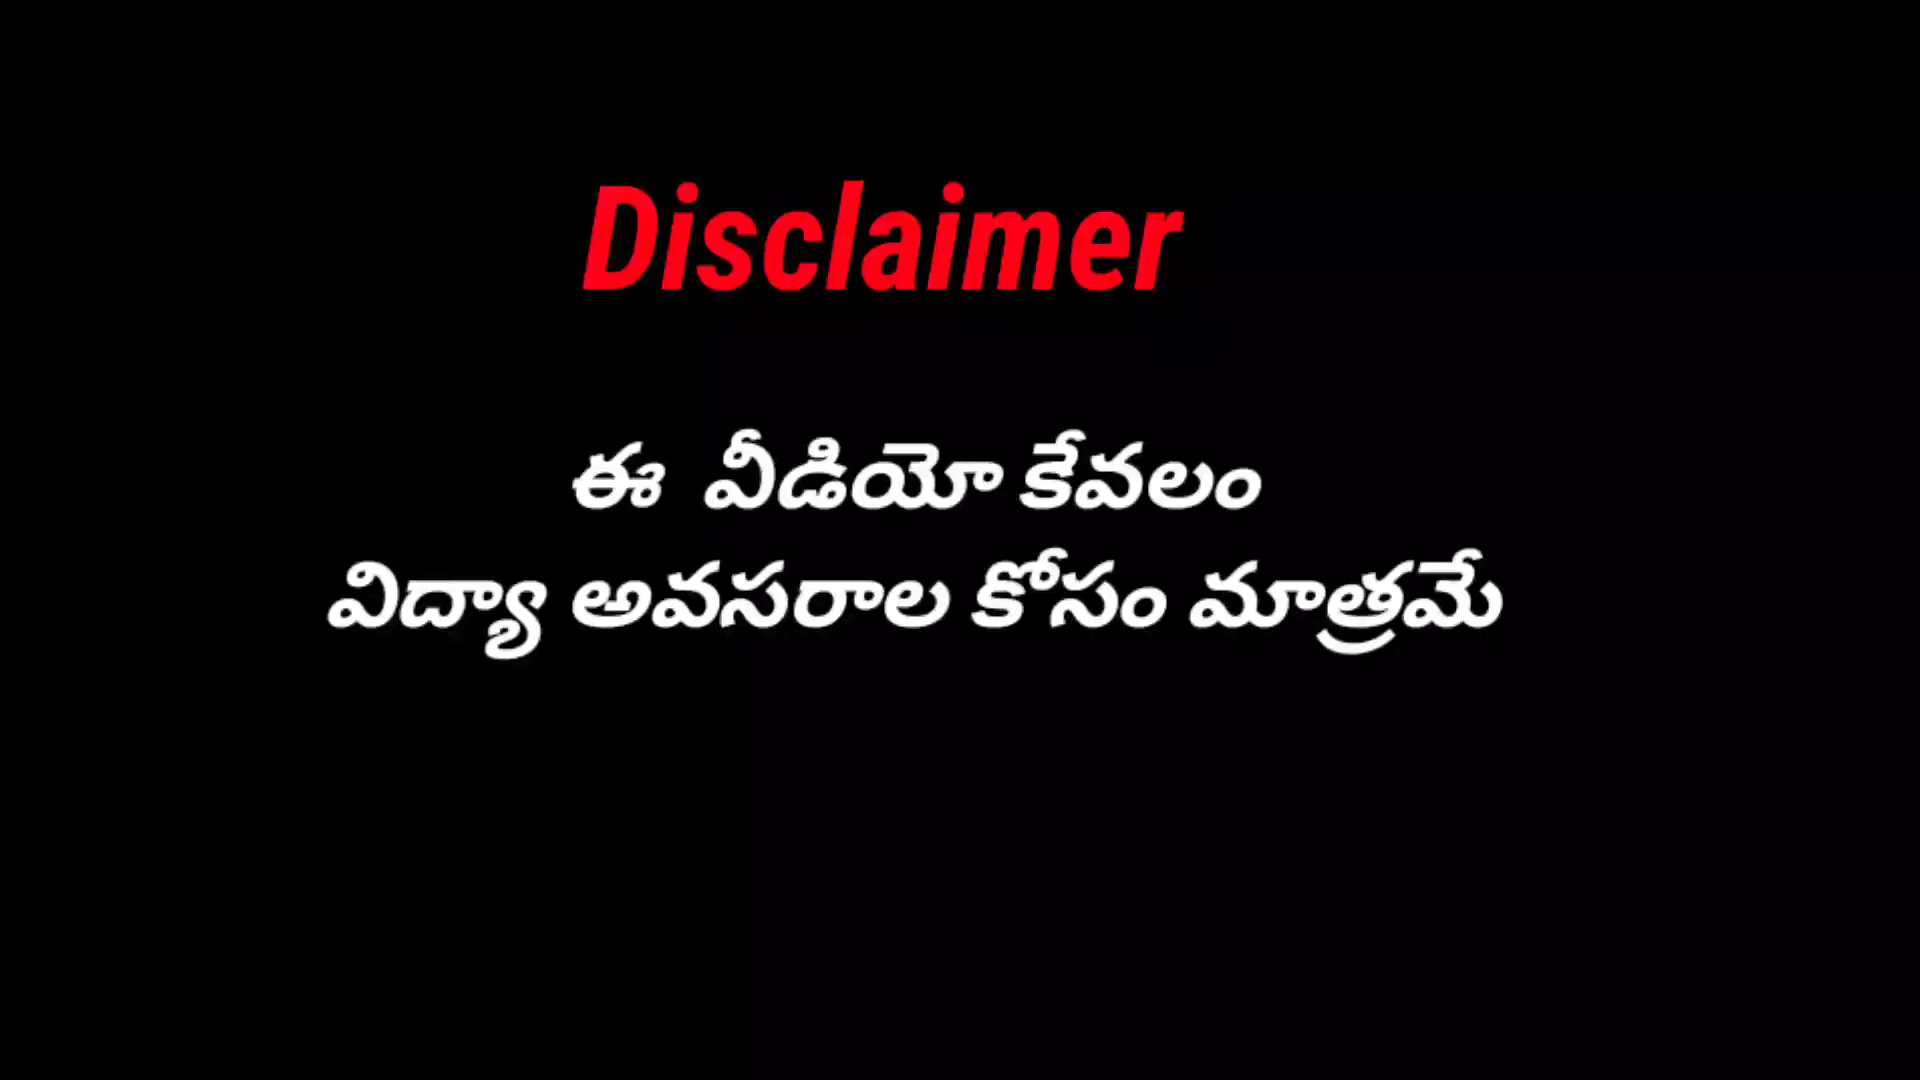 Disclaimer
ఈ వీడియో కేవలం
విద్యా అవసరాల కోసం మాత్రమే